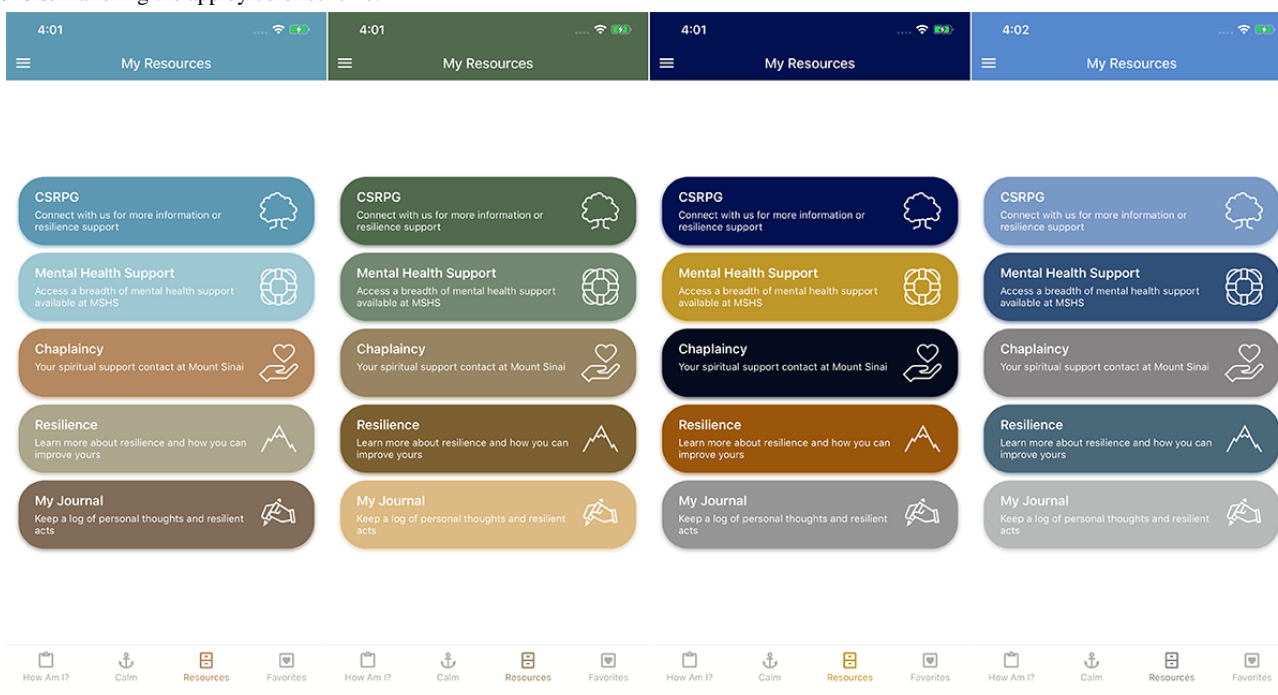 4:01
My Resources
CSRPG
Connect with us for more information or
resilience support
Mental Health Support
Access a breadth of mental health support
available at MSHS
Chaplaincy
Your spiritual support contact at Mount Sinai
Resilience
Learn more about resilience and how you can
improve yours
My Journal
Keep a log of personal thoughts and resilient
acts
How Am I?
Calm
Resources
Favorites
4:01
My Resources
CSRPG
Connect with us for more information or
resilience support
Mental Health Support
Access a breadth of mental health support
available at MSHS
Chaplaincy
Your spiritual support contact at Mount Sinai
Resilience
Learn more about resilience and how you can
improve yours
My Journal
Keep a log of personal thoughts and resilient
acts
How Am I?
Calm
Resources
Favorites
4:01
My Resources
CSRPG
Connect with us for more information or
resilience support
Mental Health Support
Access a breadth of mental health support
available at MSHS
Chaplaincy
Your spiritual support contact at Mount Sinai
Resilience
Learn more about resilience and how you can
improve yours
My Journal
Keep a log of personal thoughts and resilient
acts
How Am I?
Calm
Resources
Favorites
4:02
My Resources
CSRPG
Connect with us for more information or
resilience support
Mental Health Support
Access a breadth of mental health support
available at MSHS
Chaplaincy
Your spiritual support contact at Mount Sinai
Resilience
Learn more about resilience and how you can
improve yours
My Journal
Keep a log of personal thoughts and resilient
acts
How Am I?
Calm
Resources
Favorites